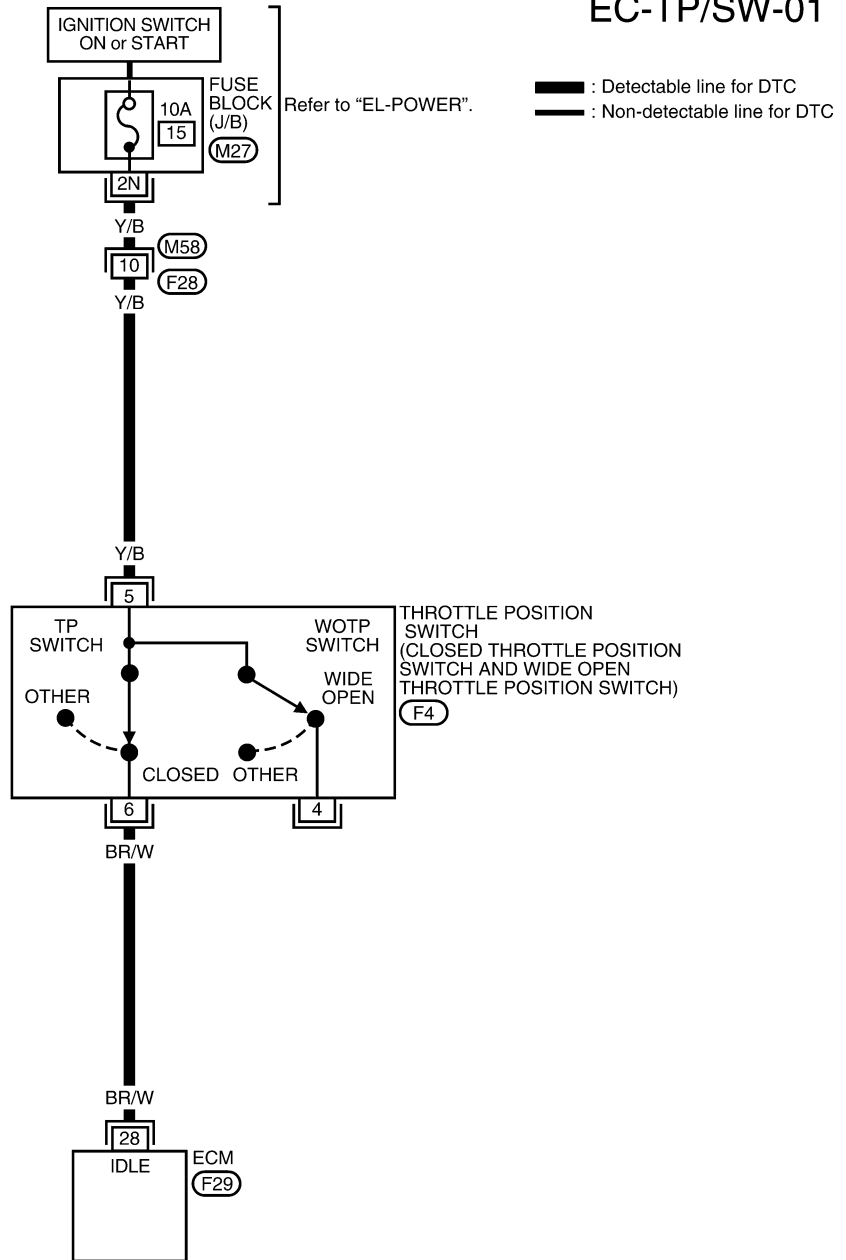 EC-TP/SW-01
IGNITION SWITCH
ON or START
FUSE
BLOCK
(J/B)
Refer to “EL-POWER”.
10A
15
M27
: Detectable line for DTC
: Non-detectable line for DTC
2N
Y/B
M58
10
F28
Y/B
Y/B
5
TP
SWITCH
WOTP
SWITCH
THROTTLE POSITION
SWITCH
(CLOSED THROTTLE POSITION
SWITCH AND WIDE OPEN
THROTTLE POSITION SWITCH)
F4
OTHER
WIDE
OPEN
CLOSED
OTHER
6
4
BR/W
BR/W
28
IDLE
ECM
F29